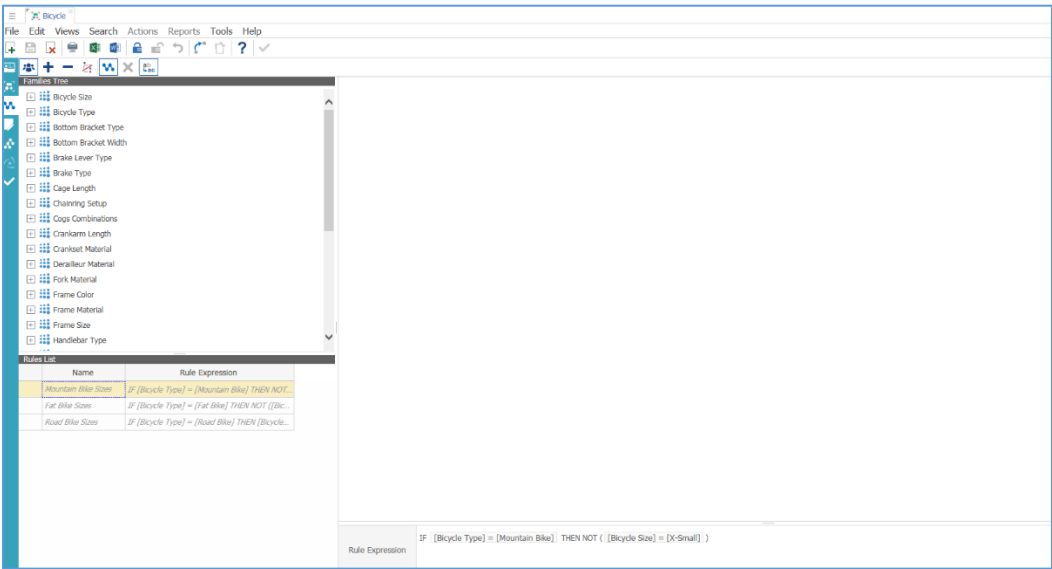 Bicycle
File Edit Views Search Actions Reports Tools Help
Families Tree
Bicycle Size
Bicycle Type
Bottom Bracket Type
Bottom Bracket Width
Brake Lever Type
Brake Type
Cage Length
Chainring Setup
Cogs Combinations
Crankarm Length
Crankset Material
Derailleur Material
Fork Material
Frame Color
Frame Material
Frame Size
Handlebar Type
Rules List
Name Rule Expression
Mountain Bike Sizes IF [Bicycle Type] = [Mountain Bike] THEN NOT...
Fat Bike Sizes IF [Bicycle Type] = [Fat Bike] THEN NOT ([Bic...
Road Bike Sizes IF [Bicycle Type] = [Road Bike] THEN [Bicycle...
IF [Bicycle Type] = [Mountain Bike] THEN NOT ( [Bicycle Size] = [X-Small] )
Rule Expression